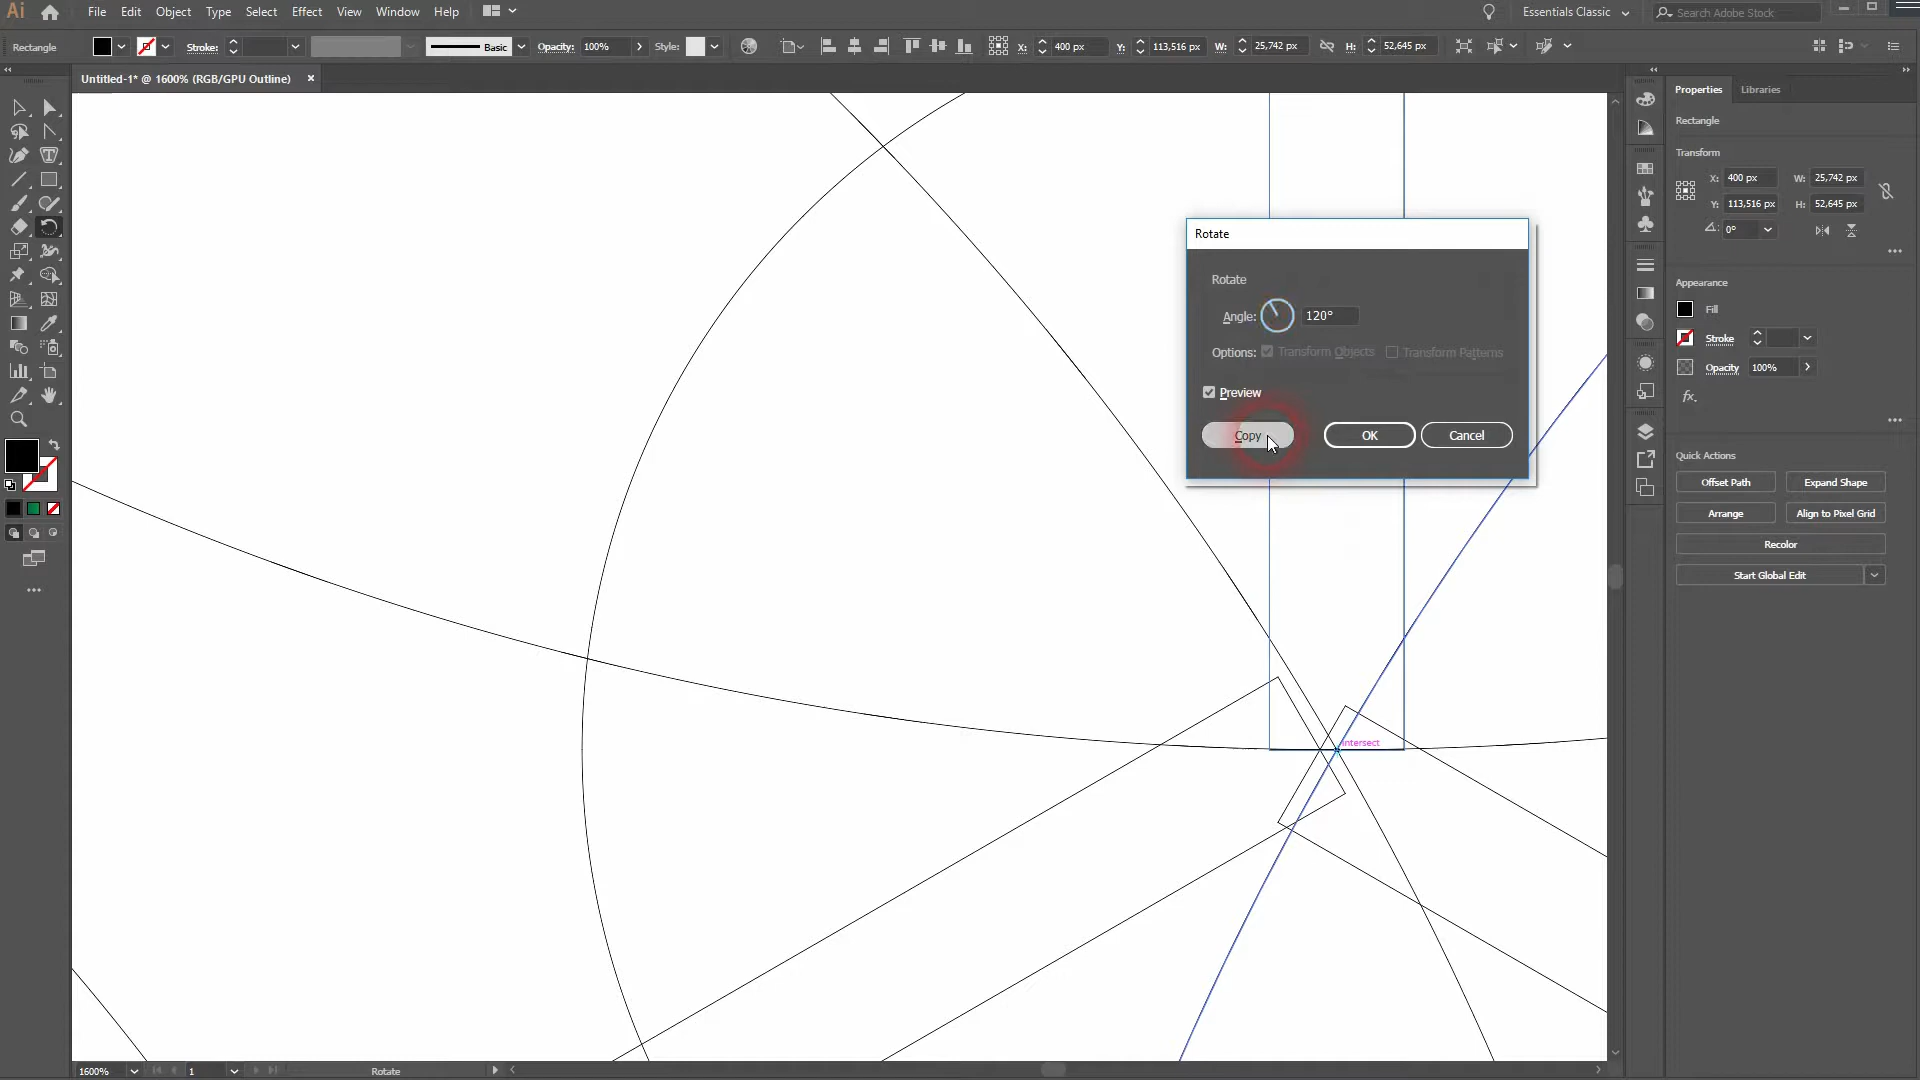 Ai File Edit Object Type Select Effect View Window Help Essentials Classic Search Adobe Stock
Rectangle Stroke: Basic Opacity: 100% Style: X: 400 px Y: 113,516 px W: 25,742 px H: 52,645 px
Untitled-1* @ 1600% (RGB/GPU Outline) ×
Properties Libraries
Rectangle
Transform
X: 400 px W: 25,742 px
Y: 113,516 px H: 52,645 px
0°
Appearance
Fill
Stroke
Opacity 100%
fx.
Quick Actions
Offset Path Expand Shape
Arrange Align to Pixel Grid
Recolor
Start Global Edit
Rotate
Rotate
Angle: 120°
Options: Transform Objects Transform Patterns
Preview
Copy OK Cancel
intersect
1600% 1 Rotate